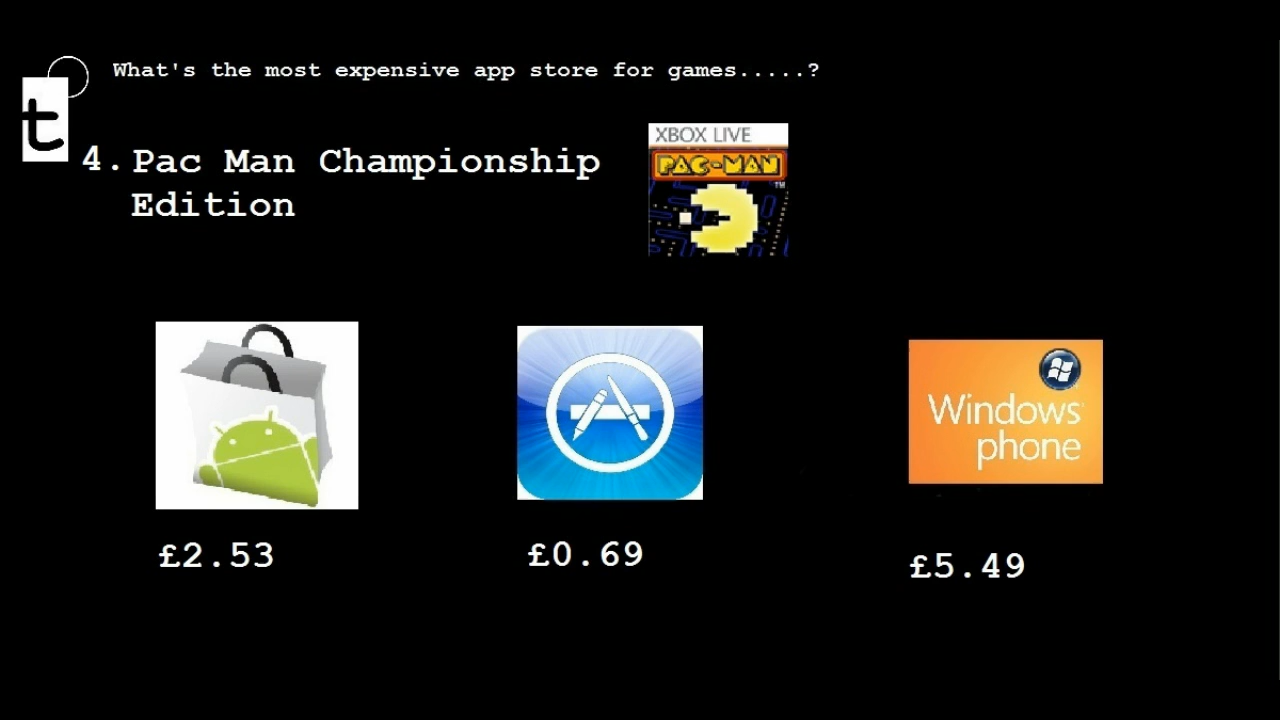 What's the most expensive app store for games.....?
t
4. Pac Man Championship
Edition
XBOX LIVE
PAC-MAN
TM
Windows
phone
£2.53
£0.69
£5.49